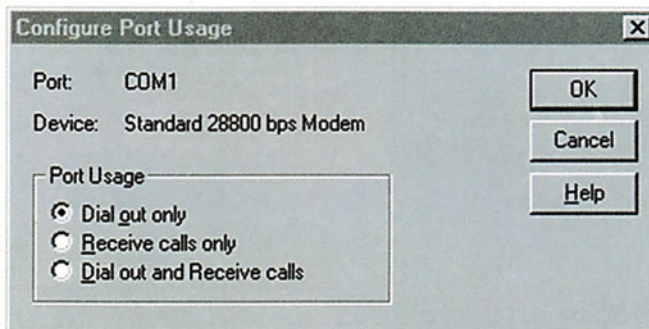 Configure Port Usage
Port: COM1
Device: Standard 28800 bps Modem
Port Usage
Dial out only
Receive calls only
Dial out and Receive calls
OK
Cancel
Help